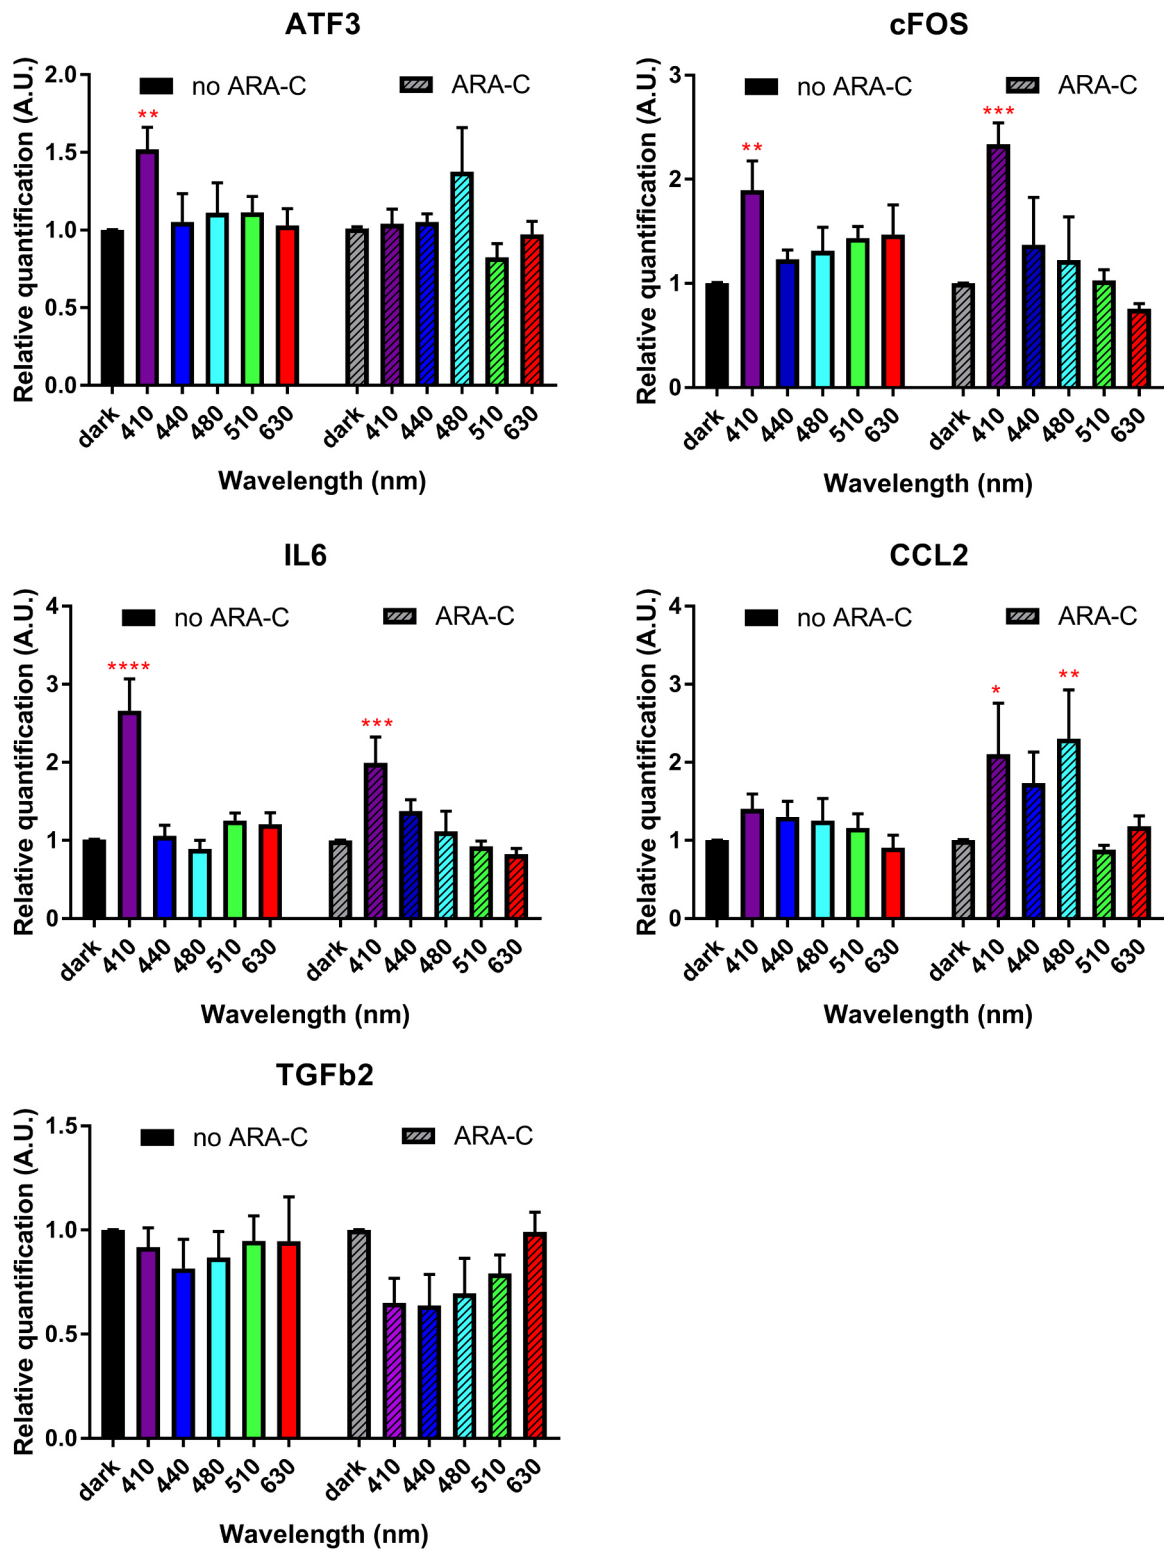 ATF3
no ARA-C
ARA-C
Relative quantification (A.U.)
2.0
**
1.5
1.0
0.5
0.0
dark 410 440 480 510 630 dark 410 440 480 510 630
Wavelength (nm)
cFOS
no ARA-C
ARA-C
Relative quantification (A.U.)
3
***
**
2
1
0
dark 410 440 480 510 630 dark 410 440 480 510 630
Wavelength (nm)
IL6
no ARA-C
ARA-C
Relative quantification (A.U.)
4
****
3
***
2
1
0
dark 410 440 480 510 630 dark 410 440 480 510 630
Wavelength (nm)
CCL2
no ARA-C
ARA-C
Relative quantification (A.U.)
4
* **
3
2
1
0
dark 410 440 480 510 630 dark 410 440 480 510 630
Wavelength (nm)
TGFb2
no ARA-C
ARA-C
Relative quantification (A.U.)
1.5
1.0
0.5
0.0
dark 410 440 480 510 630 dark 410 440 480 510 630
Wavelength (nm)